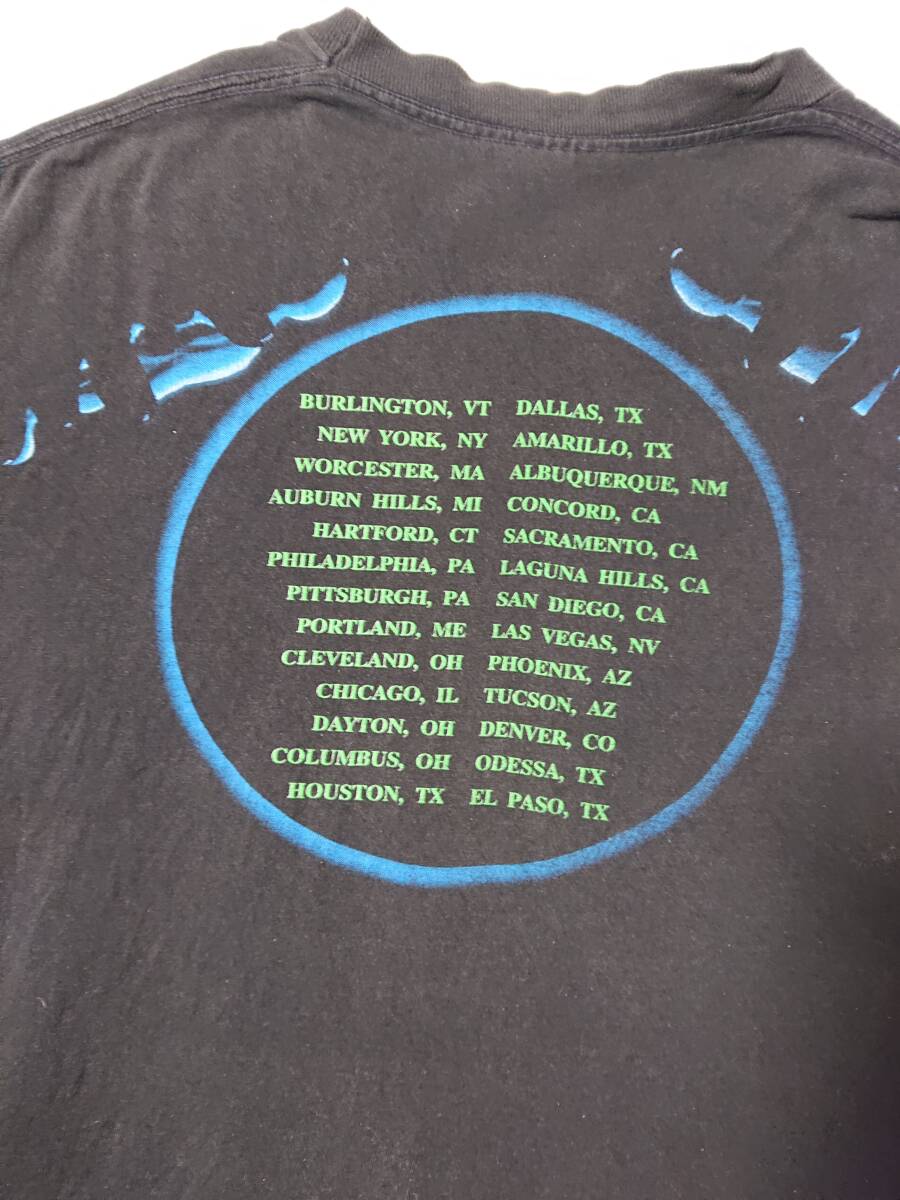 BURLINGTON, VT DALLAS, TX
NEW YORK, NY AMARILLO, TX
WORCESTER, MA ALBUQUERQUE, NM
AUBURN HILLS, MI CONCORD, CA
HARTFORD, CT SACRAMENTO, CA
PHILADELPHIA, PA LAGUNA HILLS, CA
PITTSBURGH, PA SAN DIEGO, CA
PORTLAND, ME LAS VEGAS, NV
CLEVELAND, OH PHOENIX, AZ
CHICAGO, IL TUCSON, AZ
DAYTON, OH DENVER, CO
COLUMBUS, OH ODESSA, TX
HOUSTON, TX EL PASO, TX